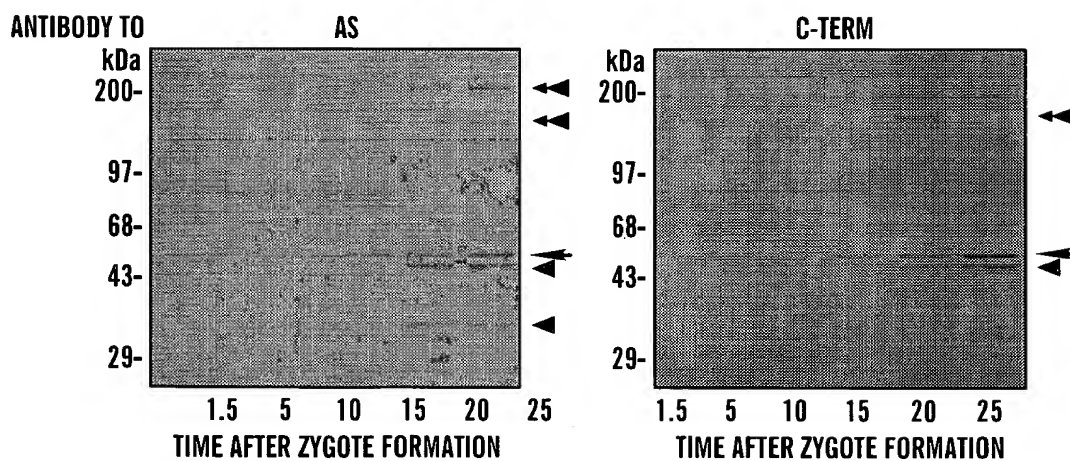 ANTIBODY TO
AS
kDa
200-
97-
68-
43-
29-
1.5 5 10 15 20 25
TIME AFTER ZYGOTE FORMATION
C-TERM
kDa
200-
97-
68-
43-
29-
1.5 5 10 15 20 25
TIME AFTER ZYGOTE FORMATION